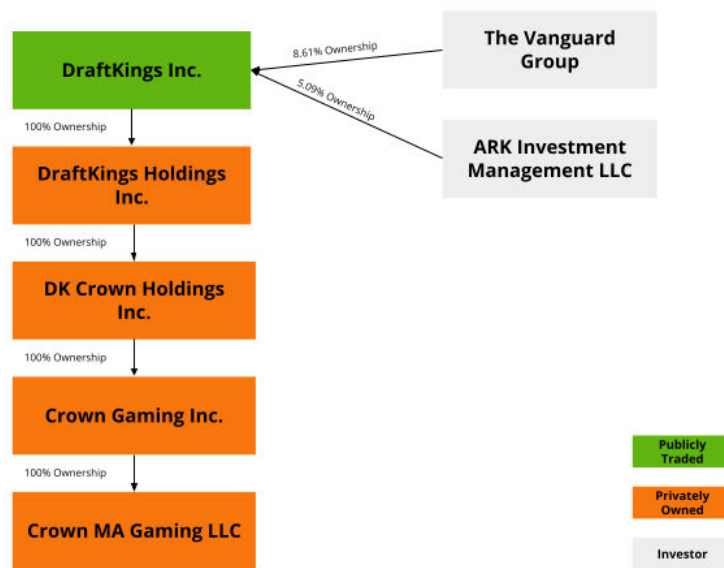 DraftKings Inc.
8.61% Ownership
The Vanguard
Group
5.09% Ownership
ARK Investment
Management LLC
100% Ownership
DraftKings Holdings
Inc.
100% Ownership
DK Crown Holdings
Inc.
100% Ownership
Crown Gaming Inc.
100% Ownership
Crown MA Gaming LLC
Publicly
Traded
Privately
Owned
Investor